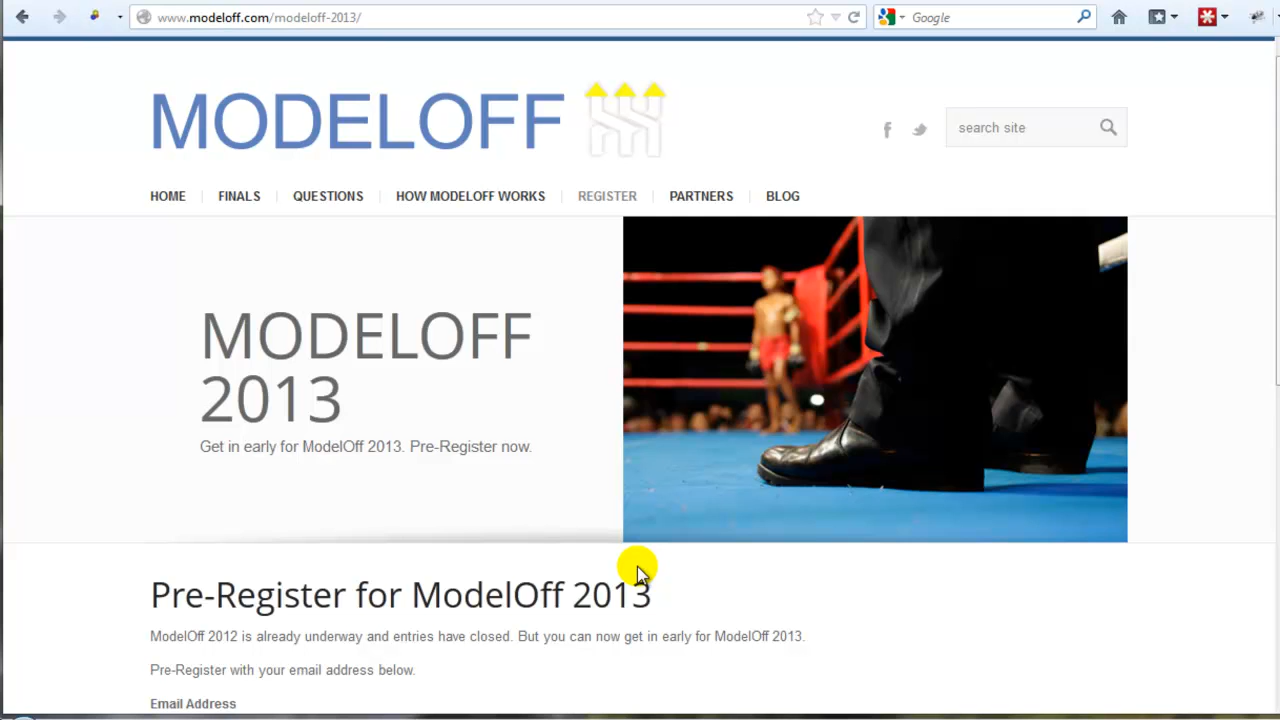 www.modeloff.com/modeloff-2013/
Google
MODELOFF
search site
HOME
FINALS
QUESTIONS
HOW MODELOFF WORKS
REGISTER
PARTNERS
BLOG
MODELOFF
2013
Get in early for ModelOff 2013. Pre-Register now.
Pre-Register for ModelOff 2013
ModelOff 2012 is already underway and entries have closed. But you can now get in early for ModelOff 2013.
Pre-Register with your email address below.
Email Address